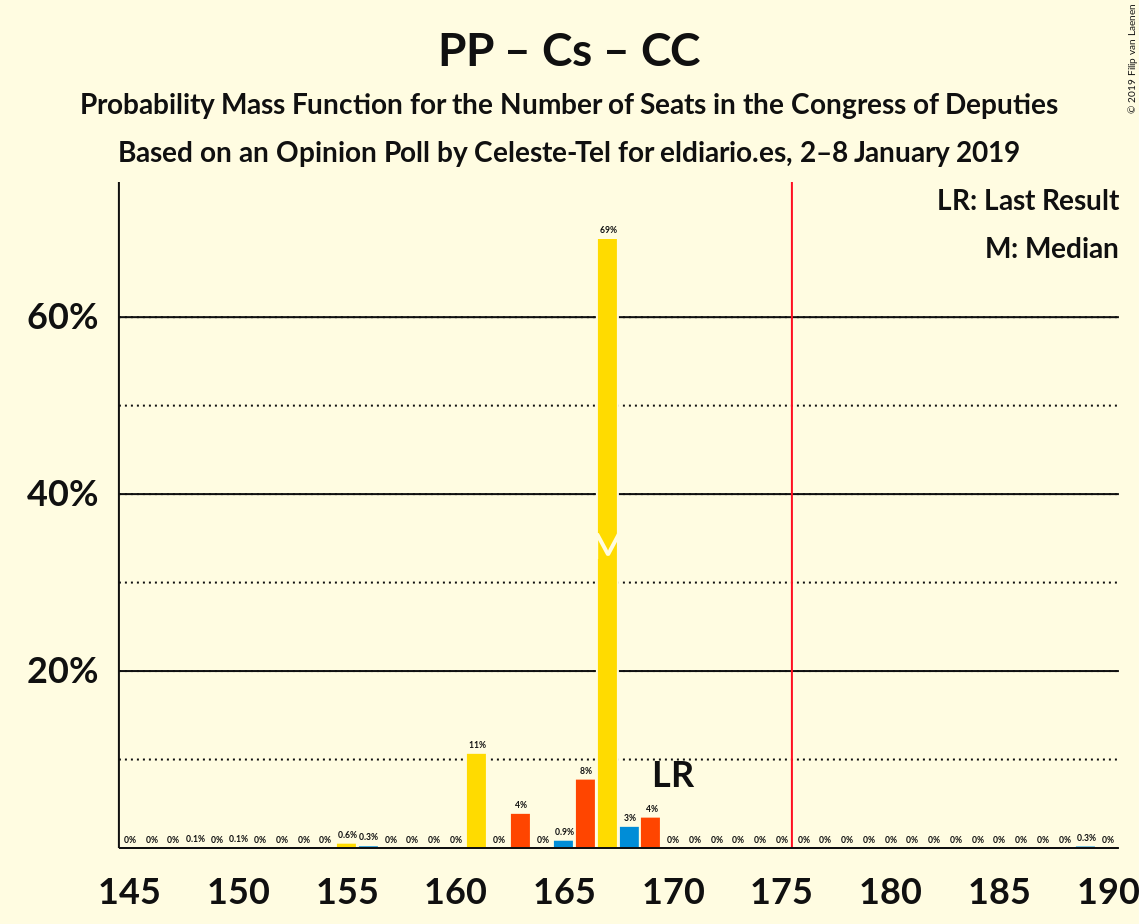 PP – Cs – CC
Probability Mass Function for the Number of Seats in the Congress of Deputies
Based on an Opinion Poll by Celeste-Tel for eldiario.es, 2–8 January 2019
© 2019 Filip van Laenen
LR: Last Result
M: Median
60%
40%
20%
0% 0% 0% 0.1% 0% 0.1% 0% 0% 0% 0% 0.6% 0.3% 0% 0% 0% 0% 11% 0% 4% 0% 0.9% 8% 69% 3% 4% 0% 0% 0% 0% 0% 0% 0% 0% 0% 0% 0% 0% 0% 0% 0% 0% 0% 0% 0% 0.3% 0%
M
LR
145 150 155 160 165 170 175 180 185 190